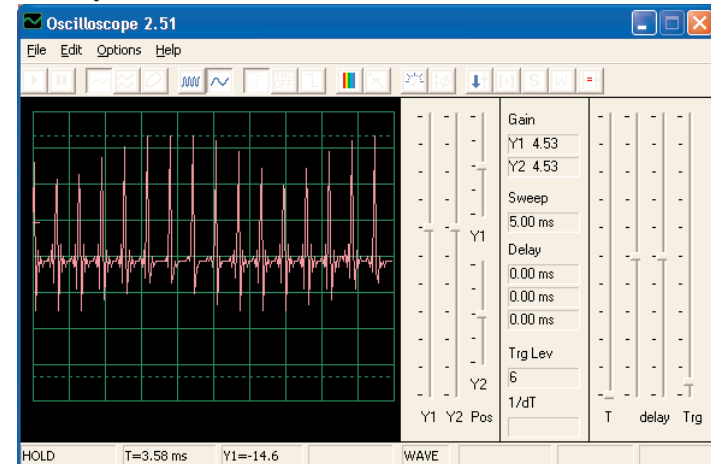 Oscilloscope 2.51
File Edit Options Help
1:1 S W
Gain
Y1 4.53
Y2 4.53
Sweep
5.00 ms
Y1
Delay
0.00 ms
0.00 ms
0.00 ms
Trg Lev
Y2
6
1/dT
Y1 Y2 Pos
T delay Trg
HOLD T=3.58 ms Y1=-14.6 WAVE